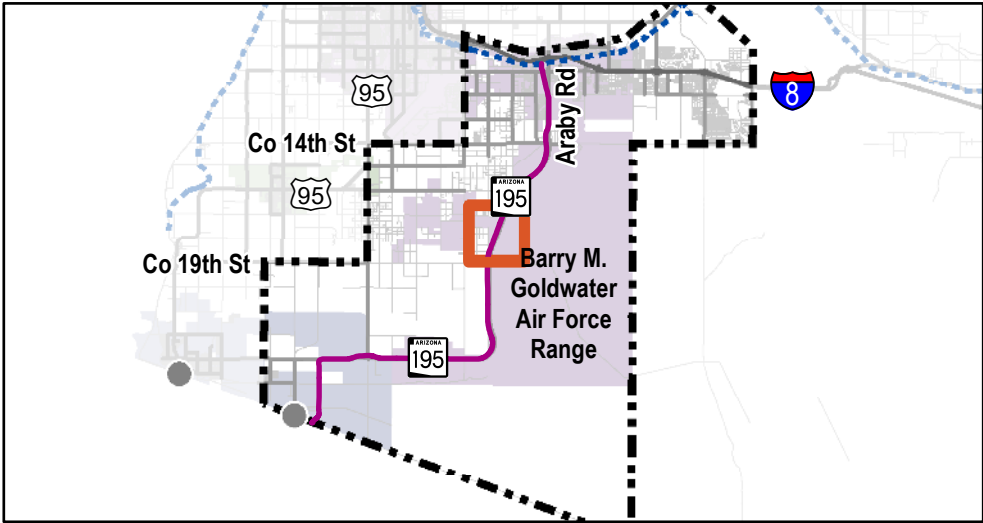 95
8
Araby Rd
Co 14th St
95
ARIZONA
195
Co 19th St
Barry M.
Goldwater
Air Force
Range
ARIZONA
195